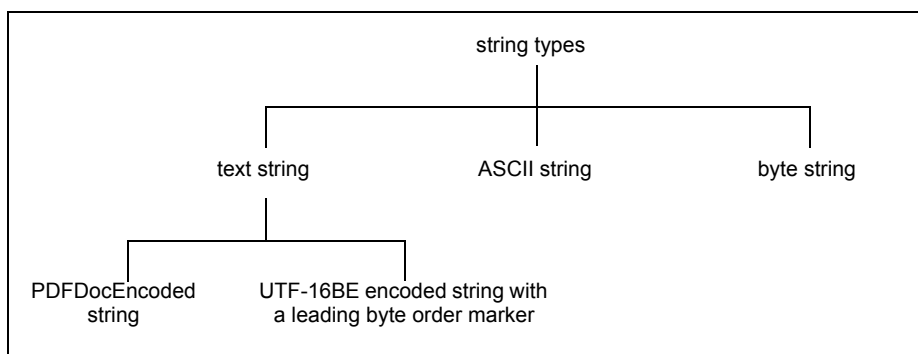 string types
text string
ASCII string
byte string
PDFDocEncoded
string
UTF-16BE encoded string with
a leading byte order marker